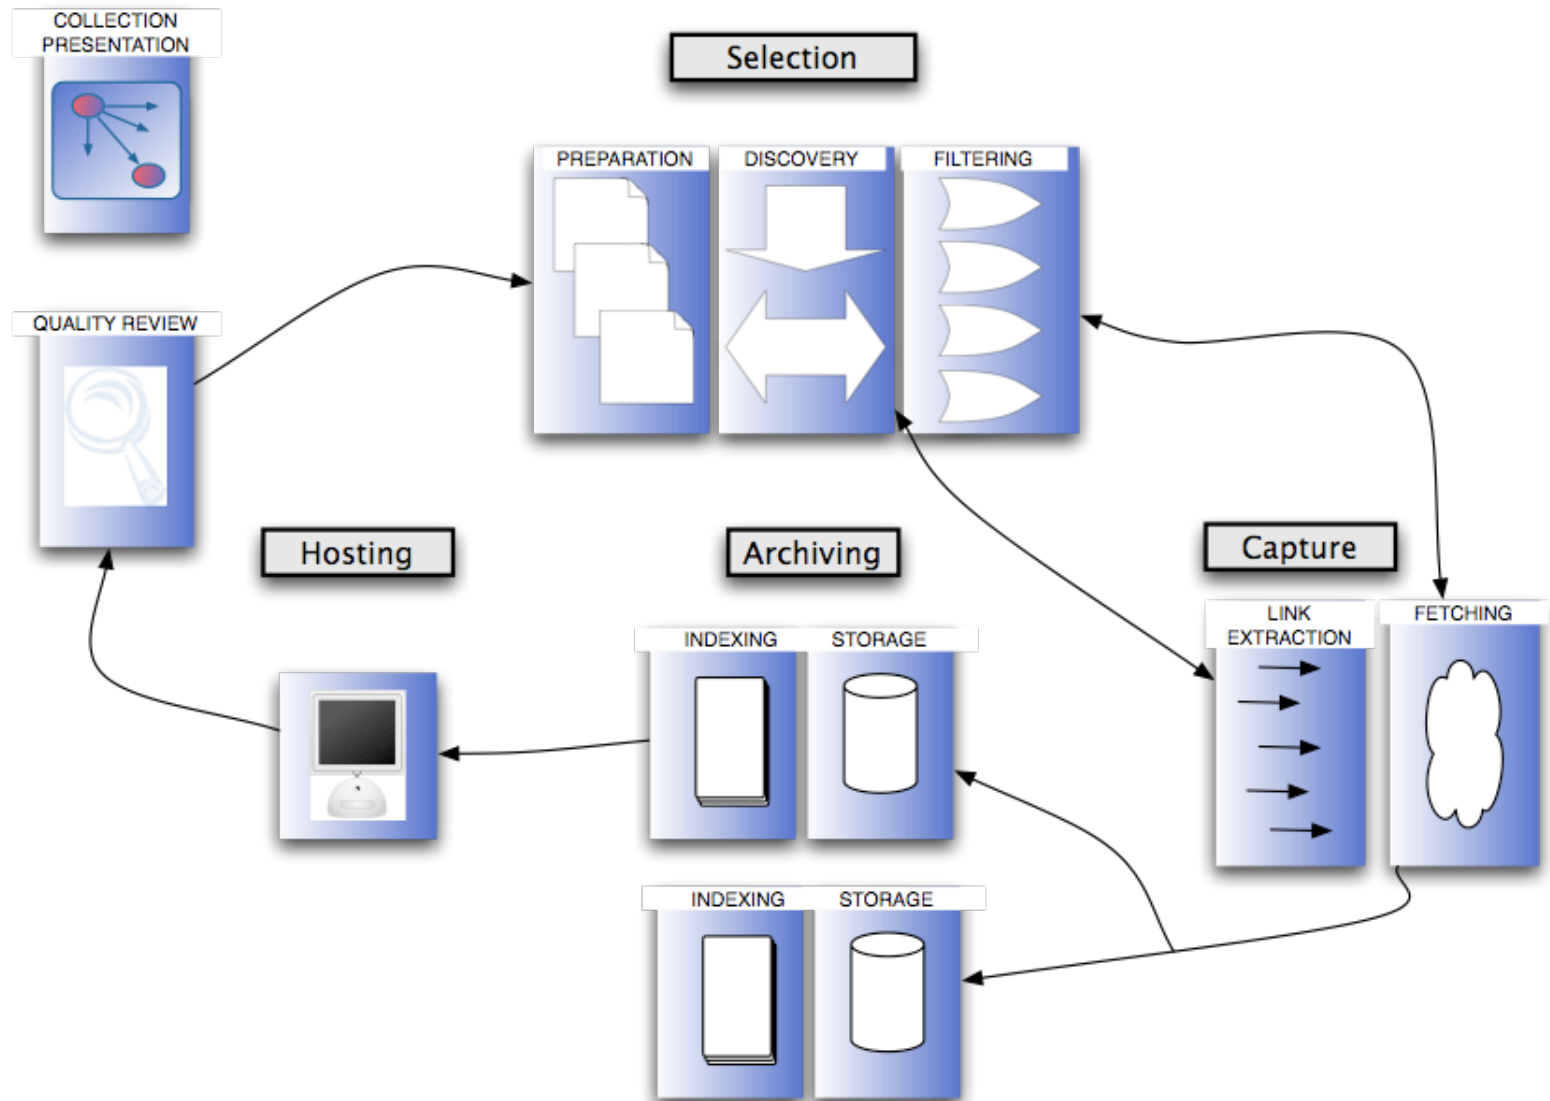 COLLECTION
PRESENTATION
Selection
PREPARATION
DISCOVERY
FILTERING
QUALITY REVIEW
Hosting
Archiving
Capture
LINK
EXTRACTION
FETCHING
INDEXING
STORAGE
INDEXING
STORAGE